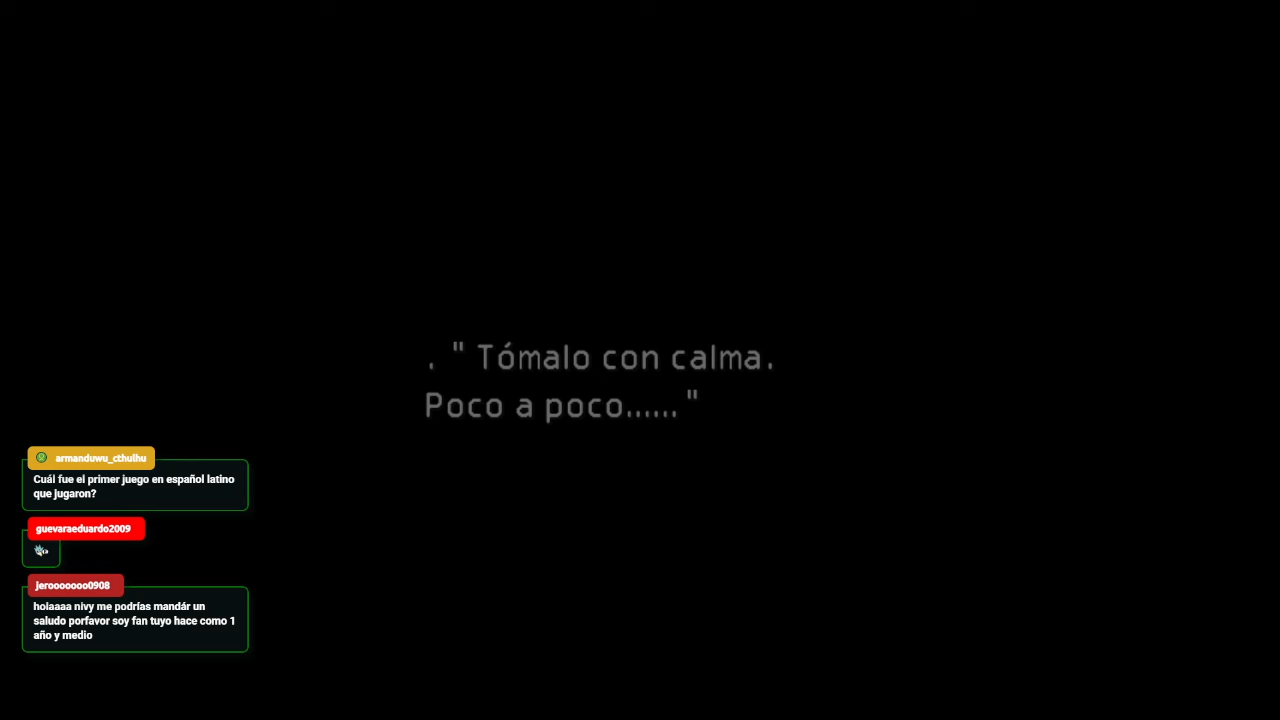 . " Tómalo con calma.
Poco a poco......"
armanduwu_cthulhu
Cuál fue el primer juego en español latino
que jugaron?
guevaraeduardo2009
jerooooooo0908
holaaaa nivy me podrías mandár un
saludo porfavor soy fan tuyo hace como 1
año y medio